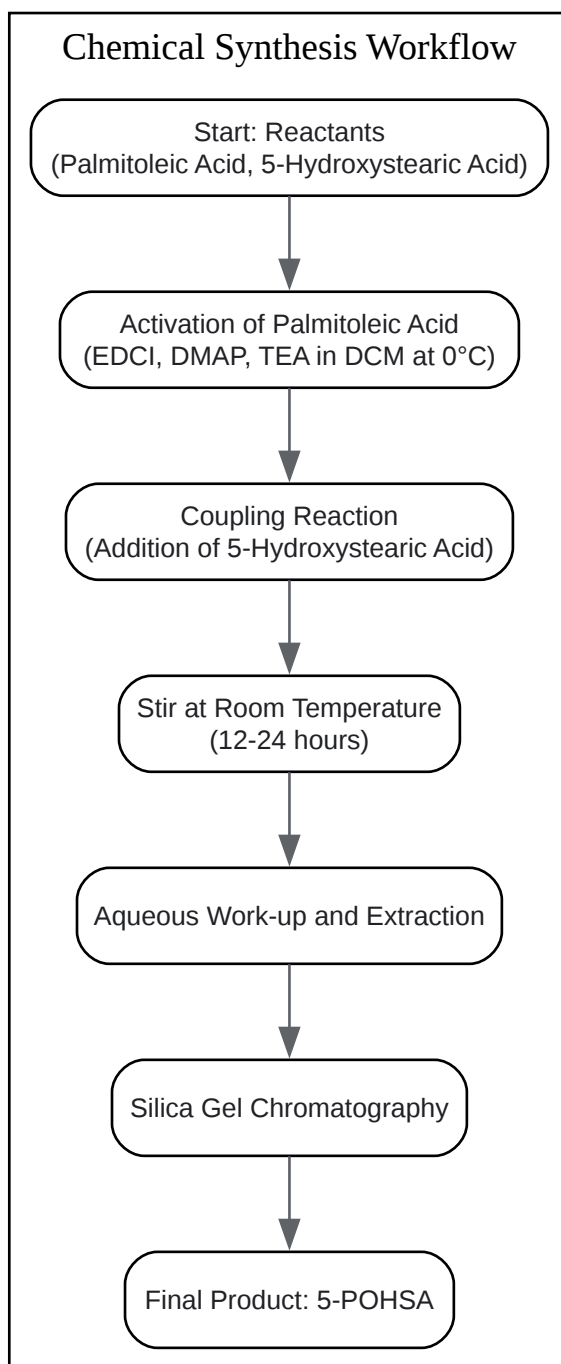 Chemical Synthesis Workflow
Start: Reactants
(Palmitoleic Acid, 5-Hydroxystearic Acid)
Activation of Palmitoleic Acid
(EDCI, DMAP, TEA in DCM at 0°C)
Coupling Reaction
(Addition of 5-Hydroxystearic Acid)
Stir at Room Temperature
(12-24 hours)
Aqueous Work-up and Extraction
Silica Gel Chromatography
Final Product: 5-POHSA